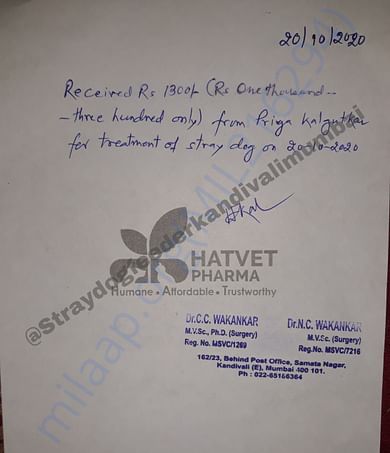 20/10/2020
Received Rs 1300/- (Rs One thousand --
- three hundred only) from Priya Kalgutkar
for treatment of stray dog on 20-10-2020
HATVET
PHARMA
Humane • Affordable • Trustworthy
@Straydogfeederkandivalimumbai
Dr.C.C. WAKANKAR
M.V.Sc., Ph.D. (Surgery)
Reg. No. MSVC/1269
Dr.N.C. WAKANKAR
M.V.Sc. (Surgery)
Reg.No. MSVC/7216
162/23, Behind Post Office, Samata Nagar,
Kandivali (E), Mumbai 400 101.
Ph : 022-65156364